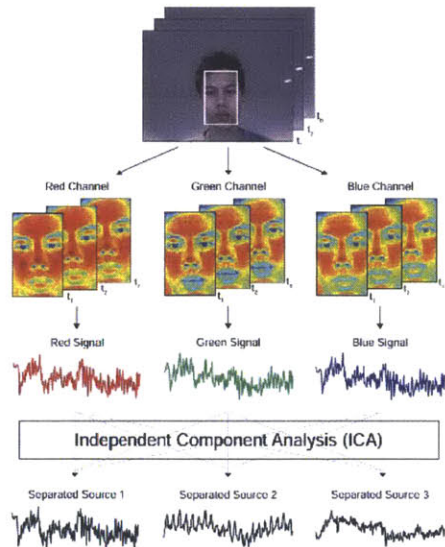 Red Channel Green Channel Blue Channel
Red Signal Green Signal Blue Signal
Independent Component Analysis (ICA)
Separated Source 1 Separated Source 2 Separated Source 3